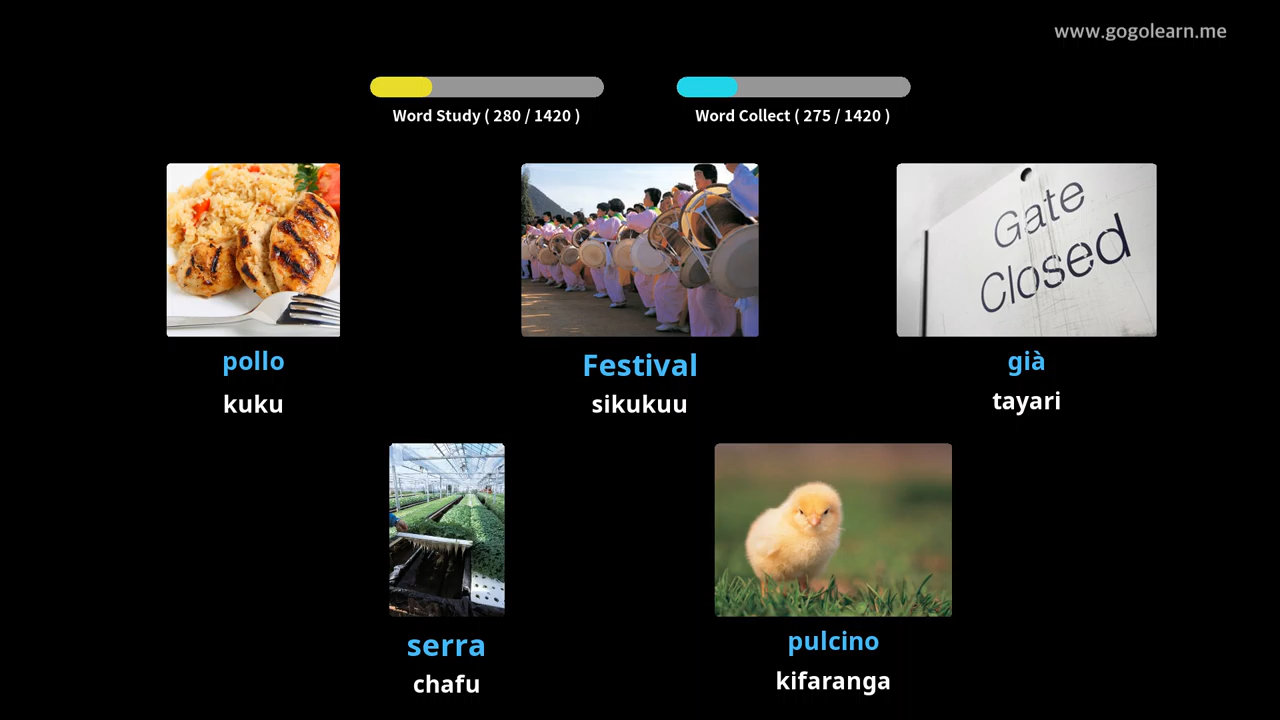 www.gogolearn.me
Word Study ( 280 / 1420 )
Word Collect ( 275 / 1420 )
Gate
Closed
pollo
Festival
già
kuku
sikukuu
tayari
serra
pulcino
chafu
kifaranga